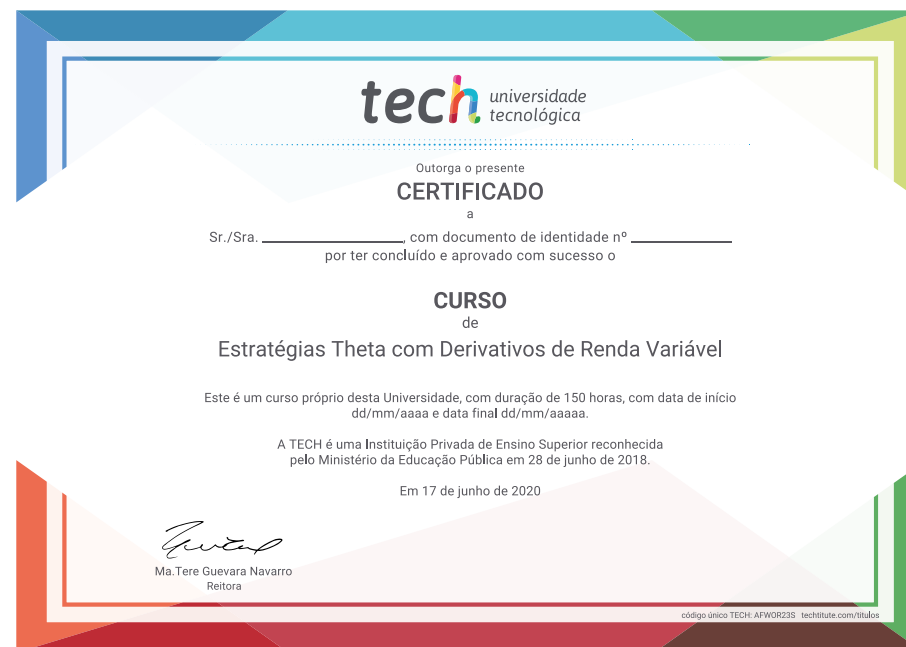 tech universidade
tecnológica
Outorga o presente
CERTIFICADO
a
Sr./Sra. ____________, com documento de identidade nº ____________
por ter concluído e aprovado com sucesso o
CURSO
de
Estratégias Theta com Derivativos de Renda Variável
Este é um curso próprio desta Universidade, com duração de 150 horas, com data de início
dd/mm/aaaa e data final dd/mm/aaaaa.
A TECH é uma Instituição Privada de Ensino Superior reconhecida
pelo Ministério da Educação Pública em 28 de junho de 2018.
Em 17 de junho de 2020
Ma.Tere Guevara Navarro
Reitora
código único TECH: AFWOR23S techtitute.com/títulos